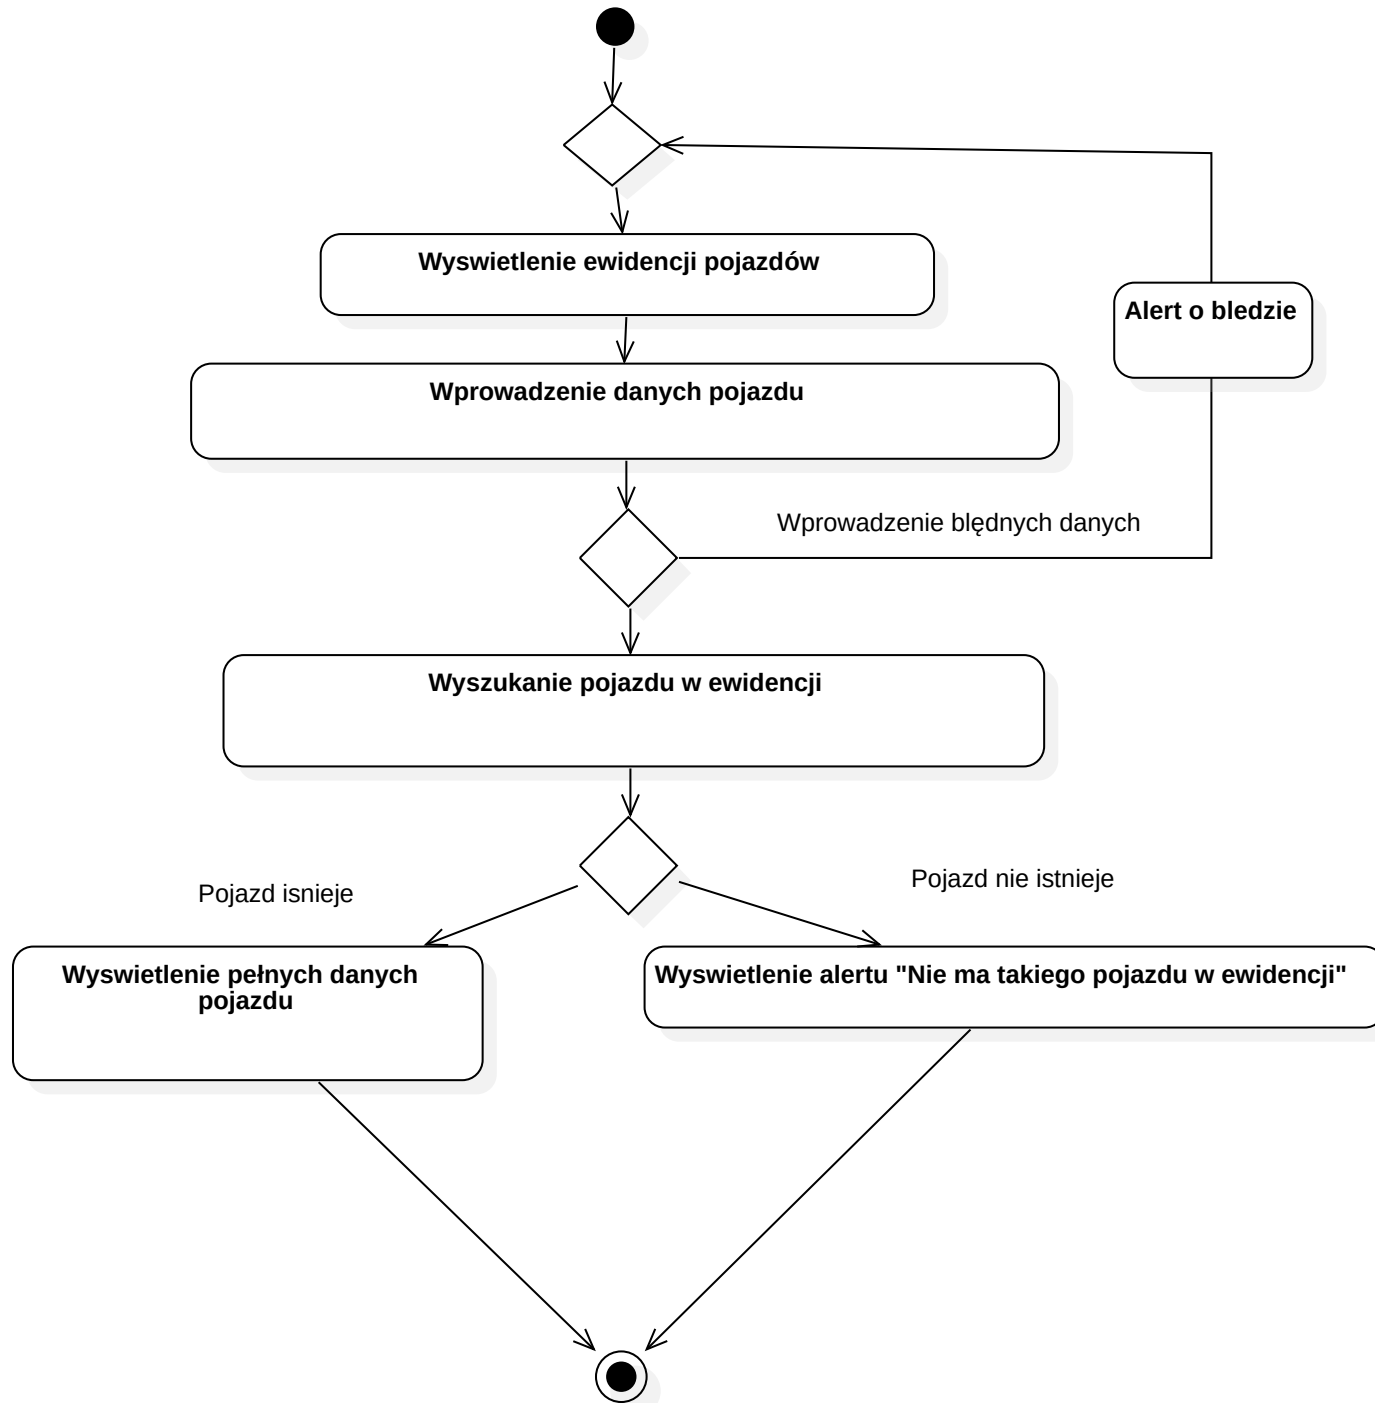 Wyswietlenie ewidencji pojazdów
Alert o bledzie
Wprowadzenie danych pojazdu
Wprowadzenie blędnych danych
Wyszukanie pojazdu w ewidencji
Pojazd nie istnieje
Pojazd isnieje
Wyswietlenie pełnych danych
pojazdu
Wyswietlenie alertu "Nie ma takiego pojazdu w ewidencji"